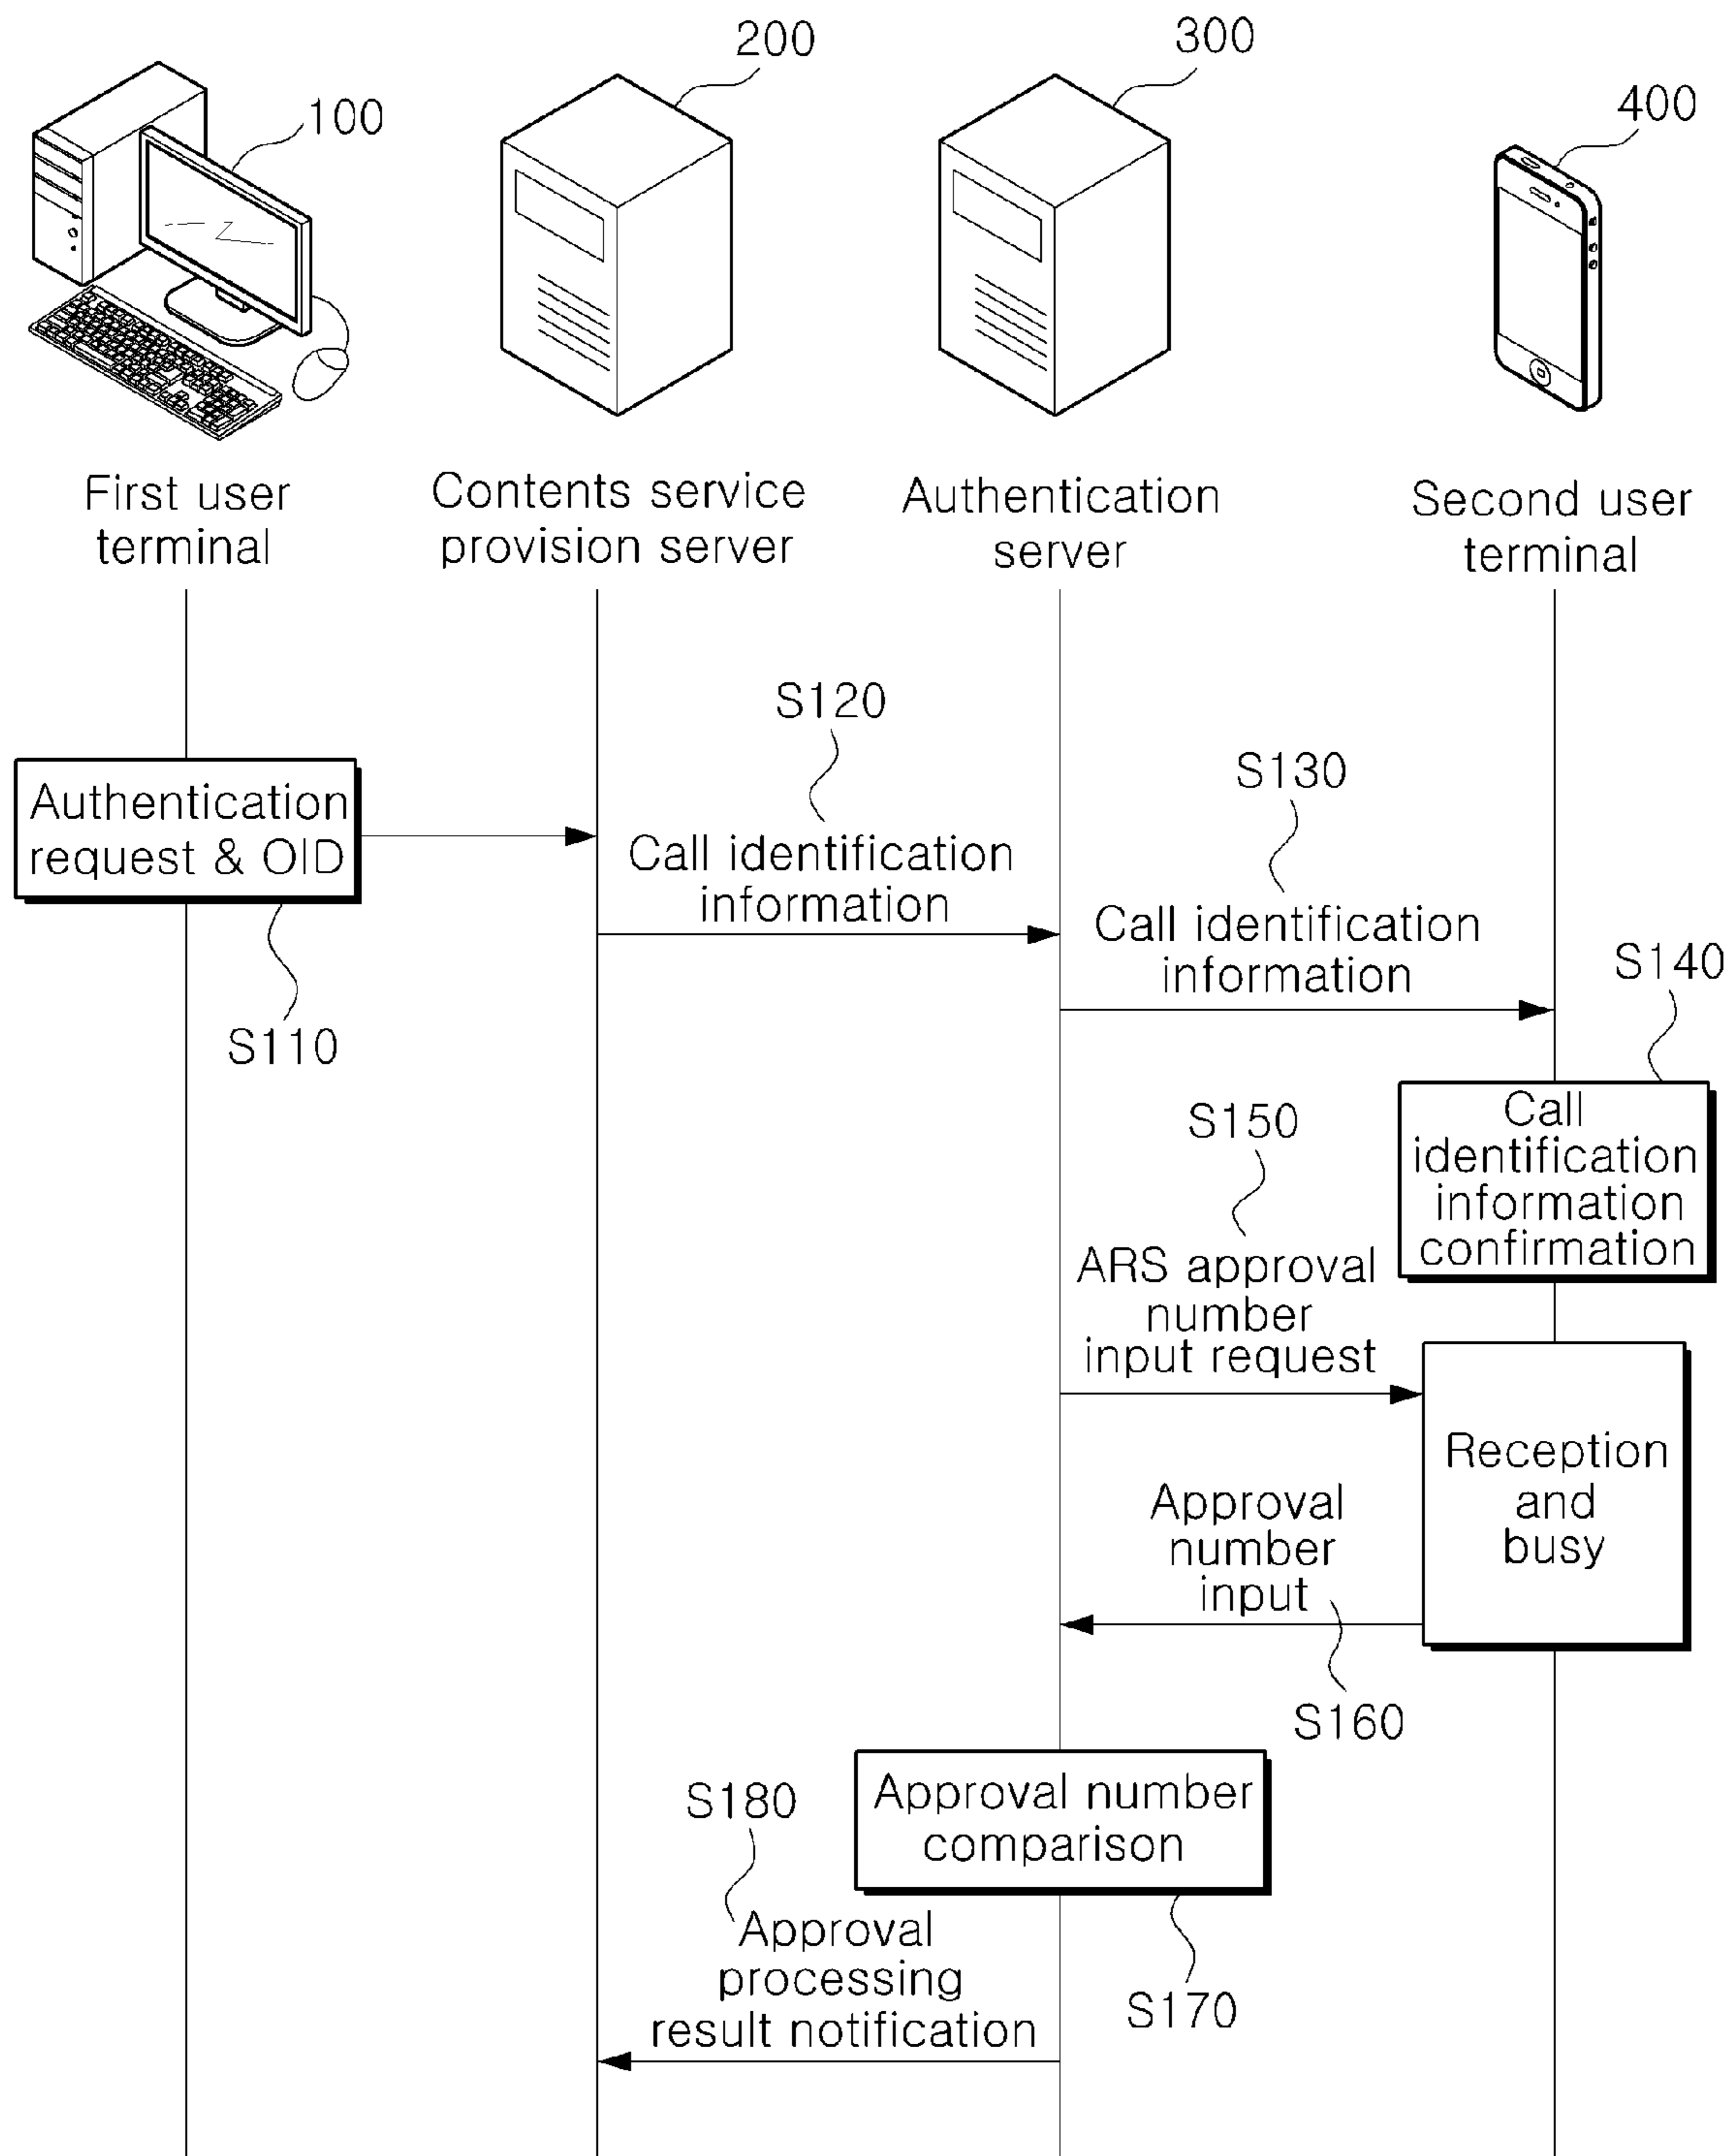 200
300
100
400
First user
terminal
Contents service
provision server
Authentication
server
Second user
terminal
S120
S130
Authentication
request & OID
Call identification
information
Call identification
information
S110
S140
Call
identification
information
confirmation
S150
ARS approval
number
input request
Reception
and
busy
Approval
number
input
S160
Approval number
comparison
S180
Approval
processing
result notification
S170